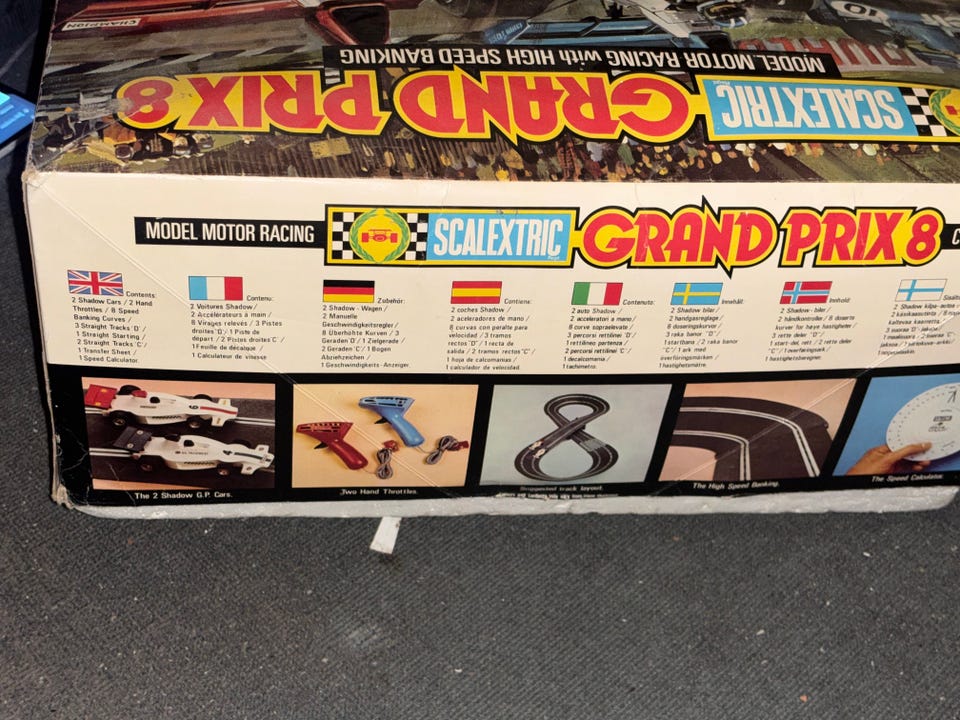 CHAMPION
MODEL MOTOR RACING with HIGH SPEED BANKING
SCALEXTRIC GRAND PRIX 8
MODEL MOTOR RACING SCALEXTRIC GRAND PRIX 8
Contents:
2 Shadow Cars / 2 Hand
Throttles / 8 Speed
Banking Curves /
3 Straight Tracks 'D' /
1 Straight Starting /
2 Straight Tracks 'C' /
1 Transfer Sheet /
1 Speed Calculator.
Contenu:
2 Voitures Shadow /
2 Accélérateurs à main /
8 Virages relevés / 3 Pistes
droites "D" / 1 Piste de
départ / 2 Pistes droites C /
1 Feuille de décalque /
1 Calculateur de vitesse
Zubehör:
2 Shadow - Wagen /
2 Manuelle
Geschwindigkeitsregler /
8 Überhöhte Kurven / 3
Geraden 'D' / 1 Zielgerade /
2 Geraden 'C' / 1 Bogen
Abziehzeichen /
1 Geschwindigkeits - Anzeiger.
Contiene:
2 coches Shadow /
2 aceleradores de mano /
8 curvas con peralte para
velocidad / 3 tramos
rectos "D" / 1 recta de
salida / 2 tramos rectos "C" /
1 hoja de calcomanias /
1 calculador de velocidad.
Contenuto:
2 auto Shadow /
2 acceleratori a mano /
8 curve sopraelevate /
3 percorsi rettilinei 'D' /
1 rettilineo partenza /
2 percorsi rettilinei 'C' /
1 decalcomania /
1 tachimetro.
Innehåll:
2 Shadow bilar /
2 handgasreglage /
8 doseringskurvor /
3 raka banor "D" /
1 startbana / 2 raka banor
"C" / 1 ark med
överföringsmärken /
1 hastighetsmätare.
Innhold:
2 Shadow- biler /
2 håndkontroller / 8 doserte
kurver for høye hastigheter /
3 rette deler "D" /
1 start- del, rett / 2 rette deler
"C" / 1 overføringsark /
1 hastighetsberegner.
The 2 Shadow G.P. Cars.
Two Hand Throttles.
Suggested track layout.
The High Speed Banking.
The Speed Calculator.